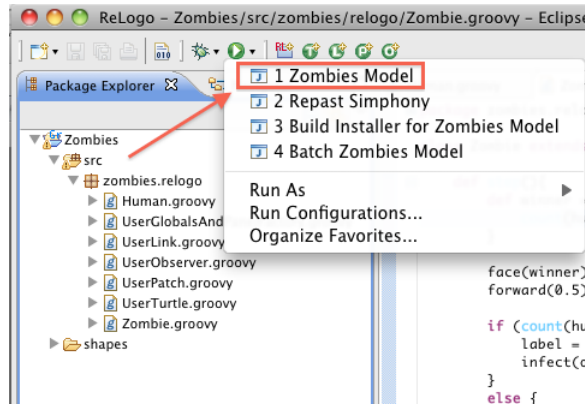 ReLogo - Zombies/src/zombies/relogo/Zombie.groovy - Eclipse
Package Explorer
1 Zombies Model
2 Repast Simphony
3 Build Installer for Zombies Model
4 Batch Zombies Model
Run As
Run Configurations...
Organize Favorites...
Zombies
src
zombies.relogo
Human.groovy
UserGlobalsAnd
UserLink.groovy
UserObserver.groovy
UserPatch.groovy
UserTurtle.groovy
Zombie.groovy
shapes
face(winner)
forward(0.5)
if (count(hu
label =
infect(o
}
else {